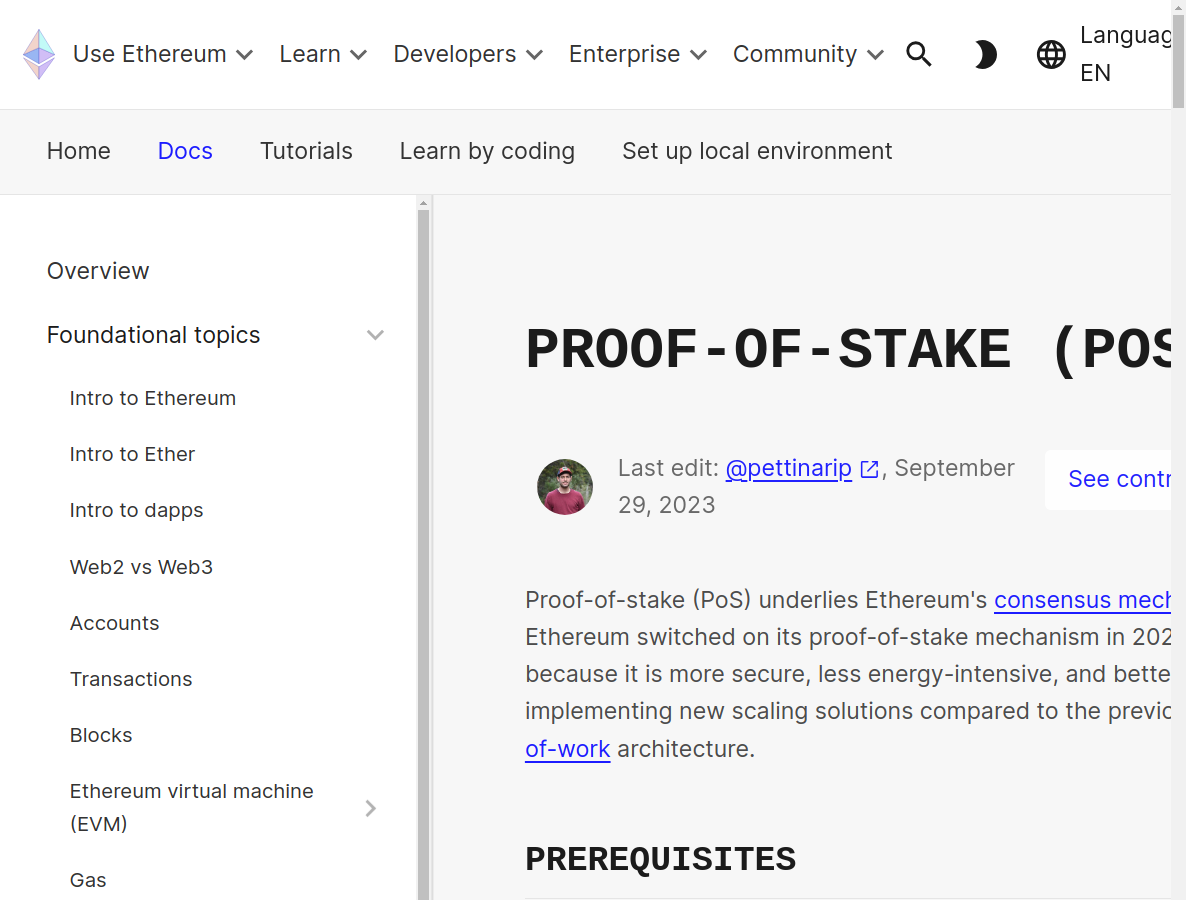 Use Ethereum Learn Developers Enterprise Community
Languag
EN
Home Docs Tutorials Learn by coding Set up local environment
Overview
Foundational topics
Intro to Ethereum
Intro to Ether
Intro to dapps
Web2 vs Web3
Accounts
Transactions
Blocks
Ethereum virtual machine
(EVM)
Gas
PROOF-OF-STAKE (POS
Last edit: @pettinarip, September
29, 2023
See contr
Proof-of-stake (PoS) underlies Ethereum's consensus mech
Ethereum switched on its proof-of-stake mechanism in 202
because it is more secure, less energy-intensive, and bette
implementing new scaling solutions compared to the previo
of-work architecture.
PREREQUISITES